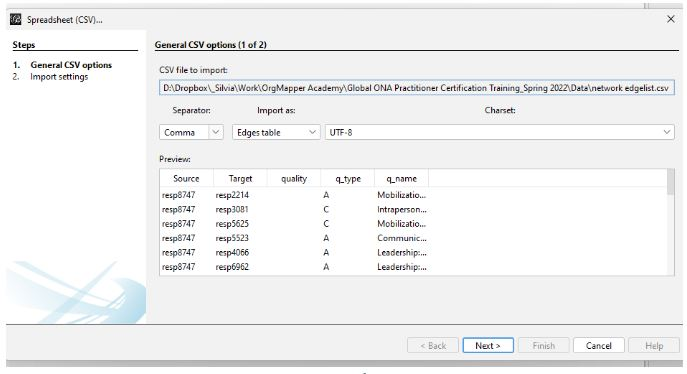 Spreadsheet (CSV)...
Steps
1. General CSV options
2. Import settings
General CSV options (1 of 2)
CSV file to import:
D:\Dropbox\_Silvia\Work\OrgMapper Academy\Global ONA Practitioner Certification Training_Spring 2022\Data\network edgelist.csv
Separator: Import as: Charset:
Comma Edges table UTF-8
Preview:
Source Target quality q_type q_name
resp8747 resp2214 A Mobilizatio...
resp8747 resp3081 C Intraperson...
resp8747 resp5625 C Mobilizatio...
resp8747 resp5523 A Communic...
resp8747 resp4066 A Leadership:...
resp8747 resp6962 A Leadership:...
< Back Next > Finish Cancel Help